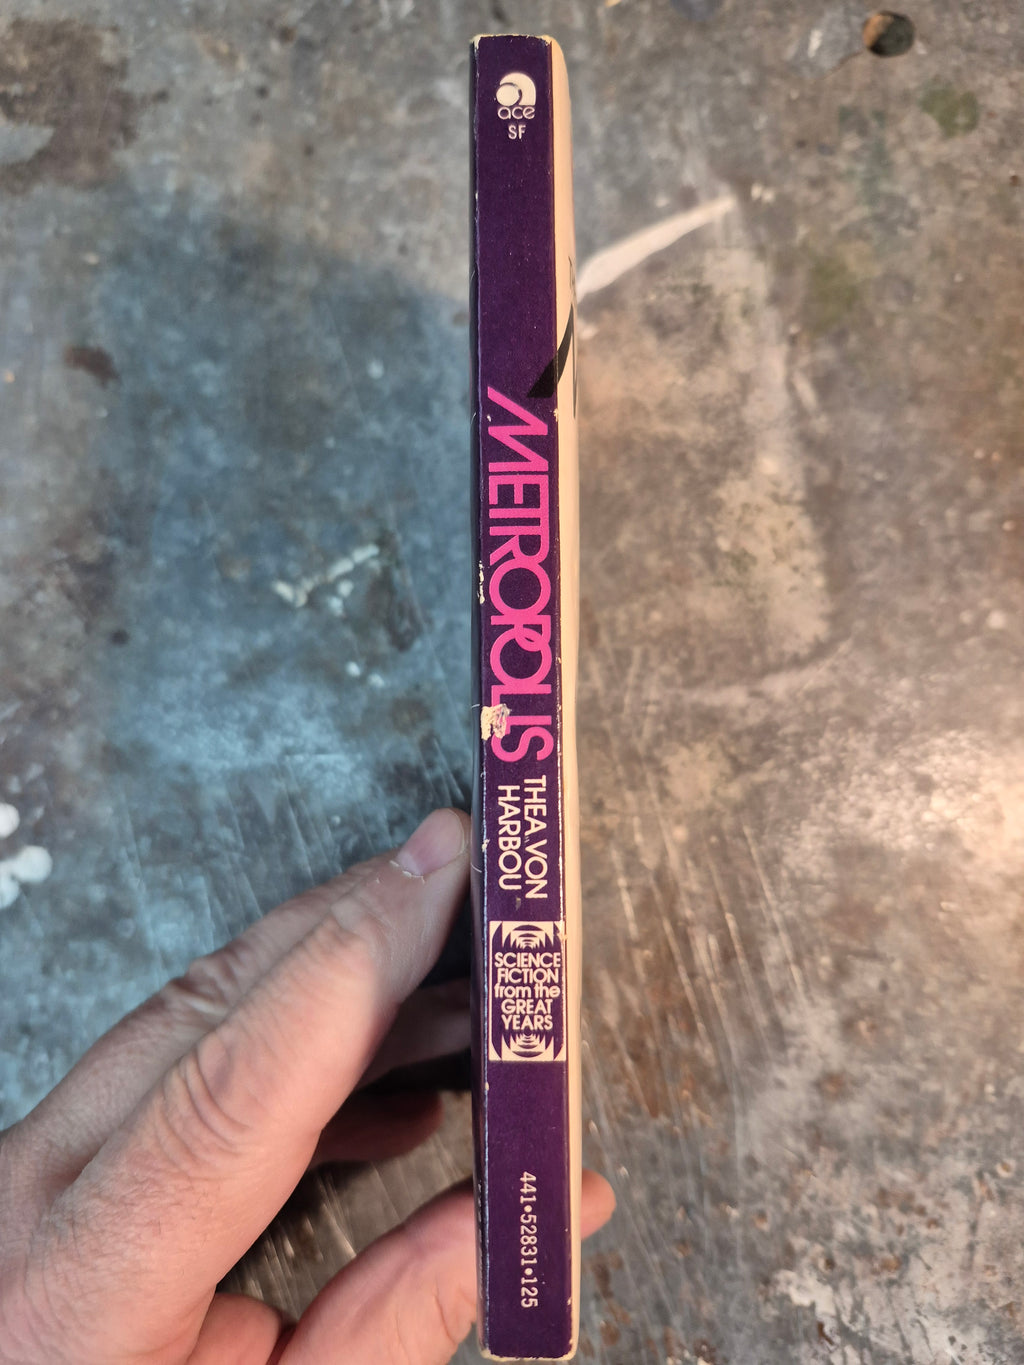 ace
SF
METROPOLIS
THEA VON
HARBOU
SCIENCE
FICTION
from the
GREAT
YEARS
441•52831•125